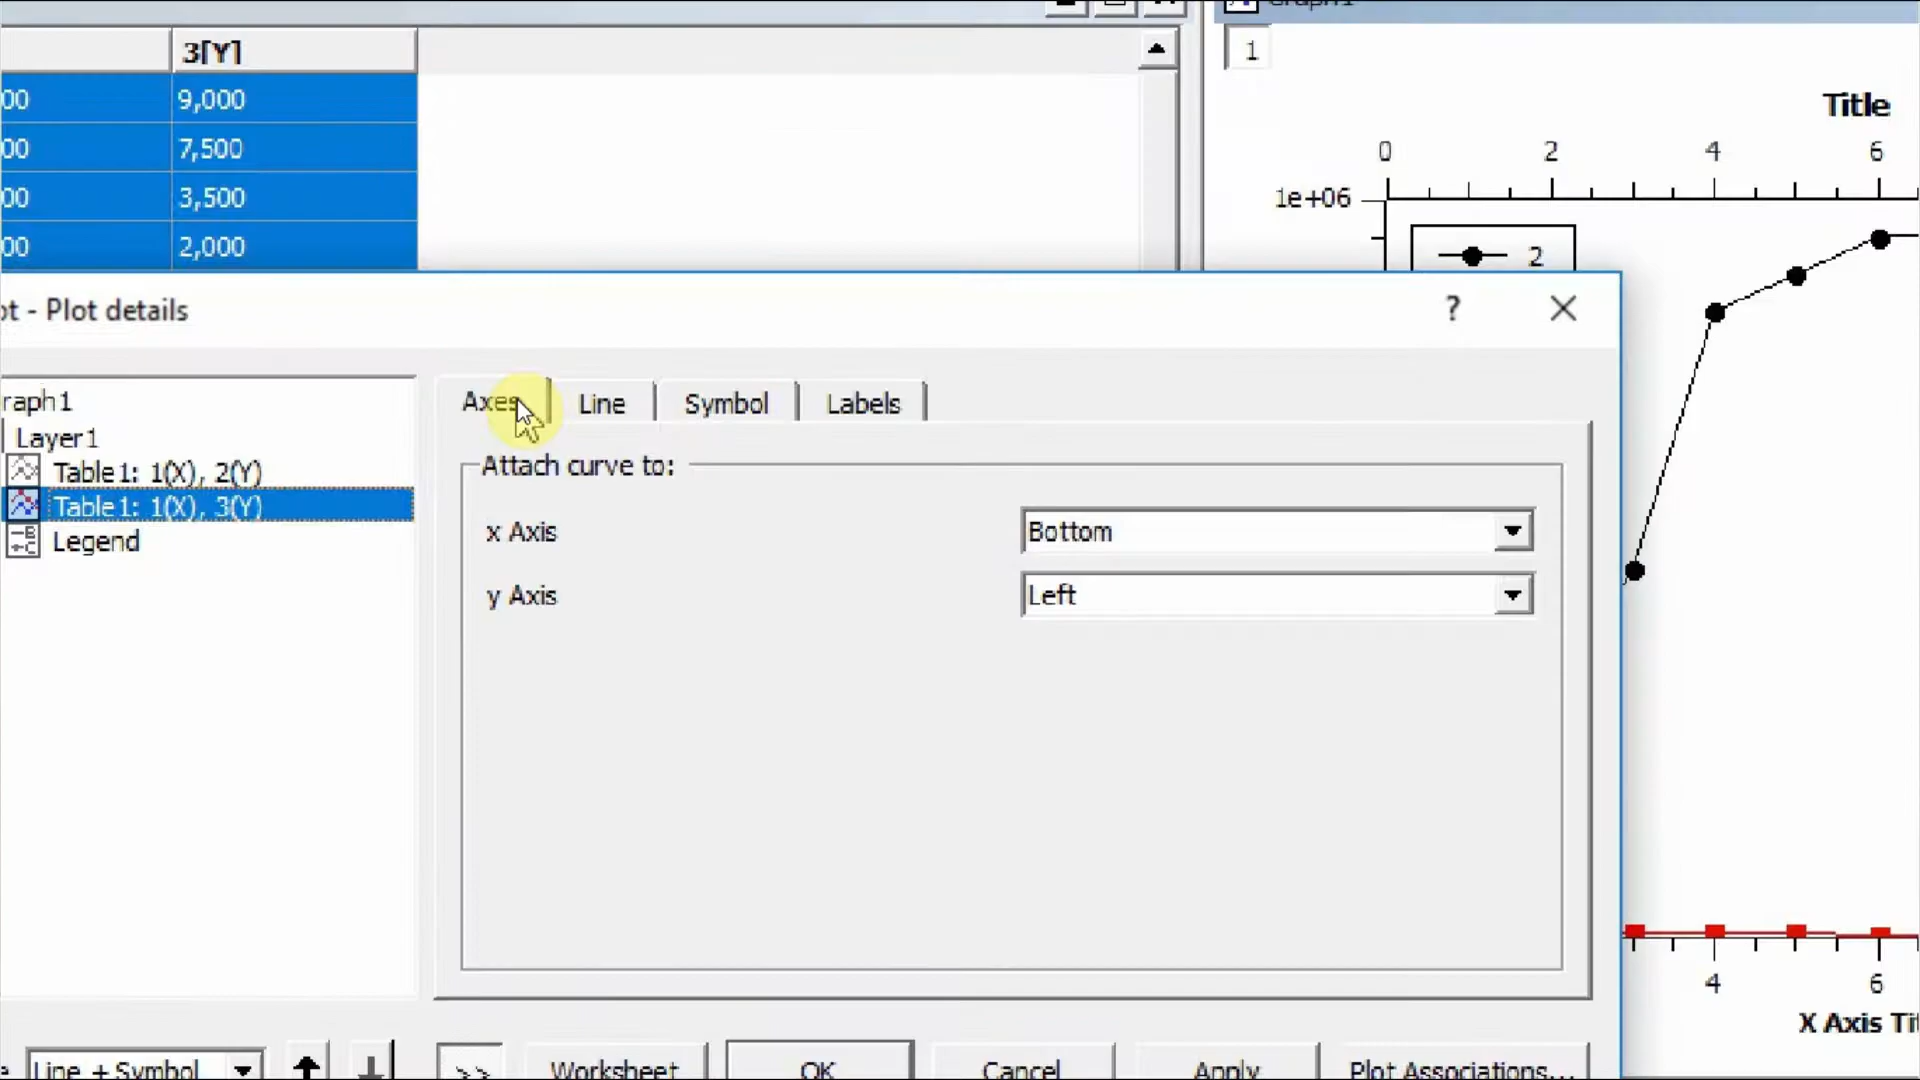 3[Y]
00 9,000
00 7,500
00 3,500
00 2,000
Graph1
1
Title
0 2 4 6
1e+06
2
ot - Plot details
?
raph1
Layer1
Table1: 1(X), 2(Y)
Table1: 1(X), 3(Y)
Legend
Axes Line Symbol Labels
Attach curve to:
x Axis Bottom
y Axis Left
4 6
X Axis Tit
e Line + Symbol >> Worksheet OK Cancel Apply Plot Associations...